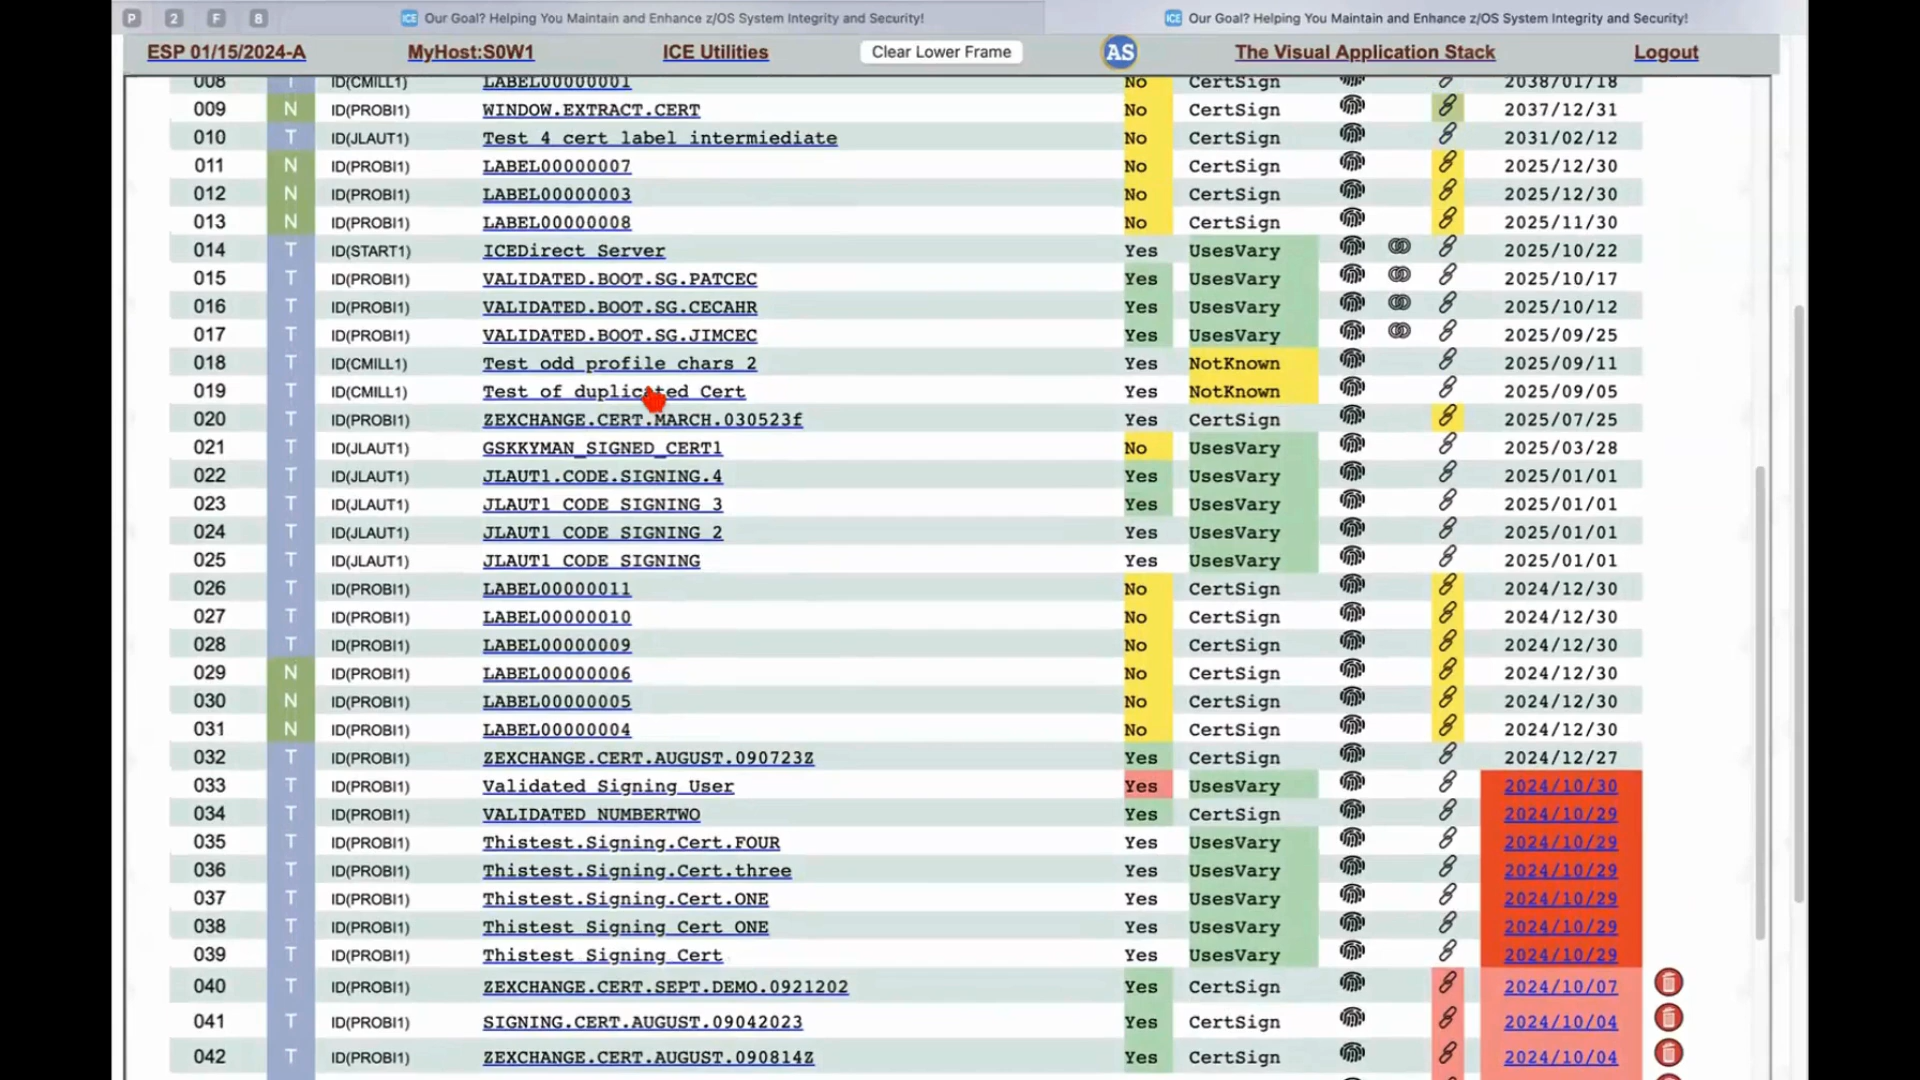 P 2 F 8 ICE Our Goal? Helping You Maintain and Enhance z/OS System Integrity and Security! ICE Our Goal? Helping You Maintain and Enhance z/OS System Integrity and Security!
ESP 01/15/2024-A MyHost:S0W1 ICE Utilities Clear Lower Frame AS The Visual Application Stack Logout
008 T ID(CMILL1) LABEL00000001 No CertSign 2038/01/18
009 N ID(PROBI1) WINDOW.EXTRACT.CERT No CertSign 2037/12/31
010 T ID(JLAUT1) Test 4 cert label intermiediate No CertSign 2031/02/12
011 N ID(PROBI1) LABEL00000007 No CertSign 2025/12/30
012 N ID(PROBI1) LABEL00000003 No CertSign 2025/12/30
013 N ID(PROBI1) LABEL00000008 No CertSign 2025/11/30
014 T ID(START1) ICEDirect Server Yes UsesVary 2025/10/22
015 T ID(PROBI1) VALIDATED.BOOT.SG.PATCEC Yes UsesVary 2025/10/17
016 T ID(PROBI1) VALIDATED.BOOT.SG.CECAHR Yes UsesVary 2025/10/12
017 T ID(PROBI1) VALIDATED.BOOT.SG.JIMCEC Yes UsesVary 2025/09/25
018 T ID(CMILL1) Test odd profile chars 2 Yes NotKnown 2025/09/11
019 T ID(CMILL1) Test of duplicated Cert Yes NotKnown 2025/09/05
020 T ID(PROBI1) ZEXCHANGE.CERT.MARCH.030523f Yes CertSign 2025/07/25
021 T ID(JLAUT1) GSKKYMAN_SIGNED_CERT1 No UsesVary 2025/03/28
022 T ID(JLAUT1) JLAUT1.CODE.SIGNING.4 Yes UsesVary 2025/01/01
023 T ID(JLAUT1) JLAUT1 CODE SIGNING 3 Yes UsesVary 2025/01/01
024 T ID(JLAUT1) JLAUT1 CODE SIGNING 2 Yes UsesVary 2025/01/01
025 T ID(JLAUT1) JLAUT1 CODE SIGNING Yes UsesVary 2025/01/01
026 T ID(PROBI1) LABEL00000011 No CertSign 2024/12/30
027 T ID(PROBI1) LABEL00000010 No CertSign 2024/12/30
028 T ID(PROBI1) LABEL00000009 No CertSign 2024/12/30
029 N ID(PROBI1) LABEL00000006 No CertSign 2024/12/30
030 N ID(PROBI1) LABEL00000005 No CertSign 2024/12/30
031 N ID(PROBI1) LABEL00000004 No CertSign 2024/12/30
032 T ID(PROBI1) ZEXCHANGE.CERT.AUGUST.090723Z Yes CertSign 2024/12/27
033 T ID(PROBI1) Validated Signing User Yes UsesVary 2024/10/30
034 T ID(PROBI1) VALIDATED NUMBERTWO Yes CertSign 2024/10/29
035 T ID(PROBI1) Thistest.Signing.Cert.FOUR Yes UsesVary 2024/10/29
036 T ID(PROBI1) Thistest.Signing.Cert.three Yes UsesVary 2024/10/29
037 T ID(PROBI1) Thistest.Signing.Cert.ONE Yes UsesVary 2024/10/29
038 T ID(PROBI1) Thistest Signing Cert ONE Yes UsesVary 2024/10/29
039 T ID(PROBI1) Thistest Signing Cert Yes UsesVary 2024/10/29
040 T ID(PROBI1) ZEXCHANGE.CERT.SEPT.DEMO.0921202 Yes CertSign 2024/10/07
041 T ID(PROBI1) SIGNING.CERT.AUGUST.09042023 Yes CertSign 2024/10/04
042 T ID(PROBI1) ZEXCHANGE.CERT.AUGUST.090814Z Yes CertSign 2024/10/04